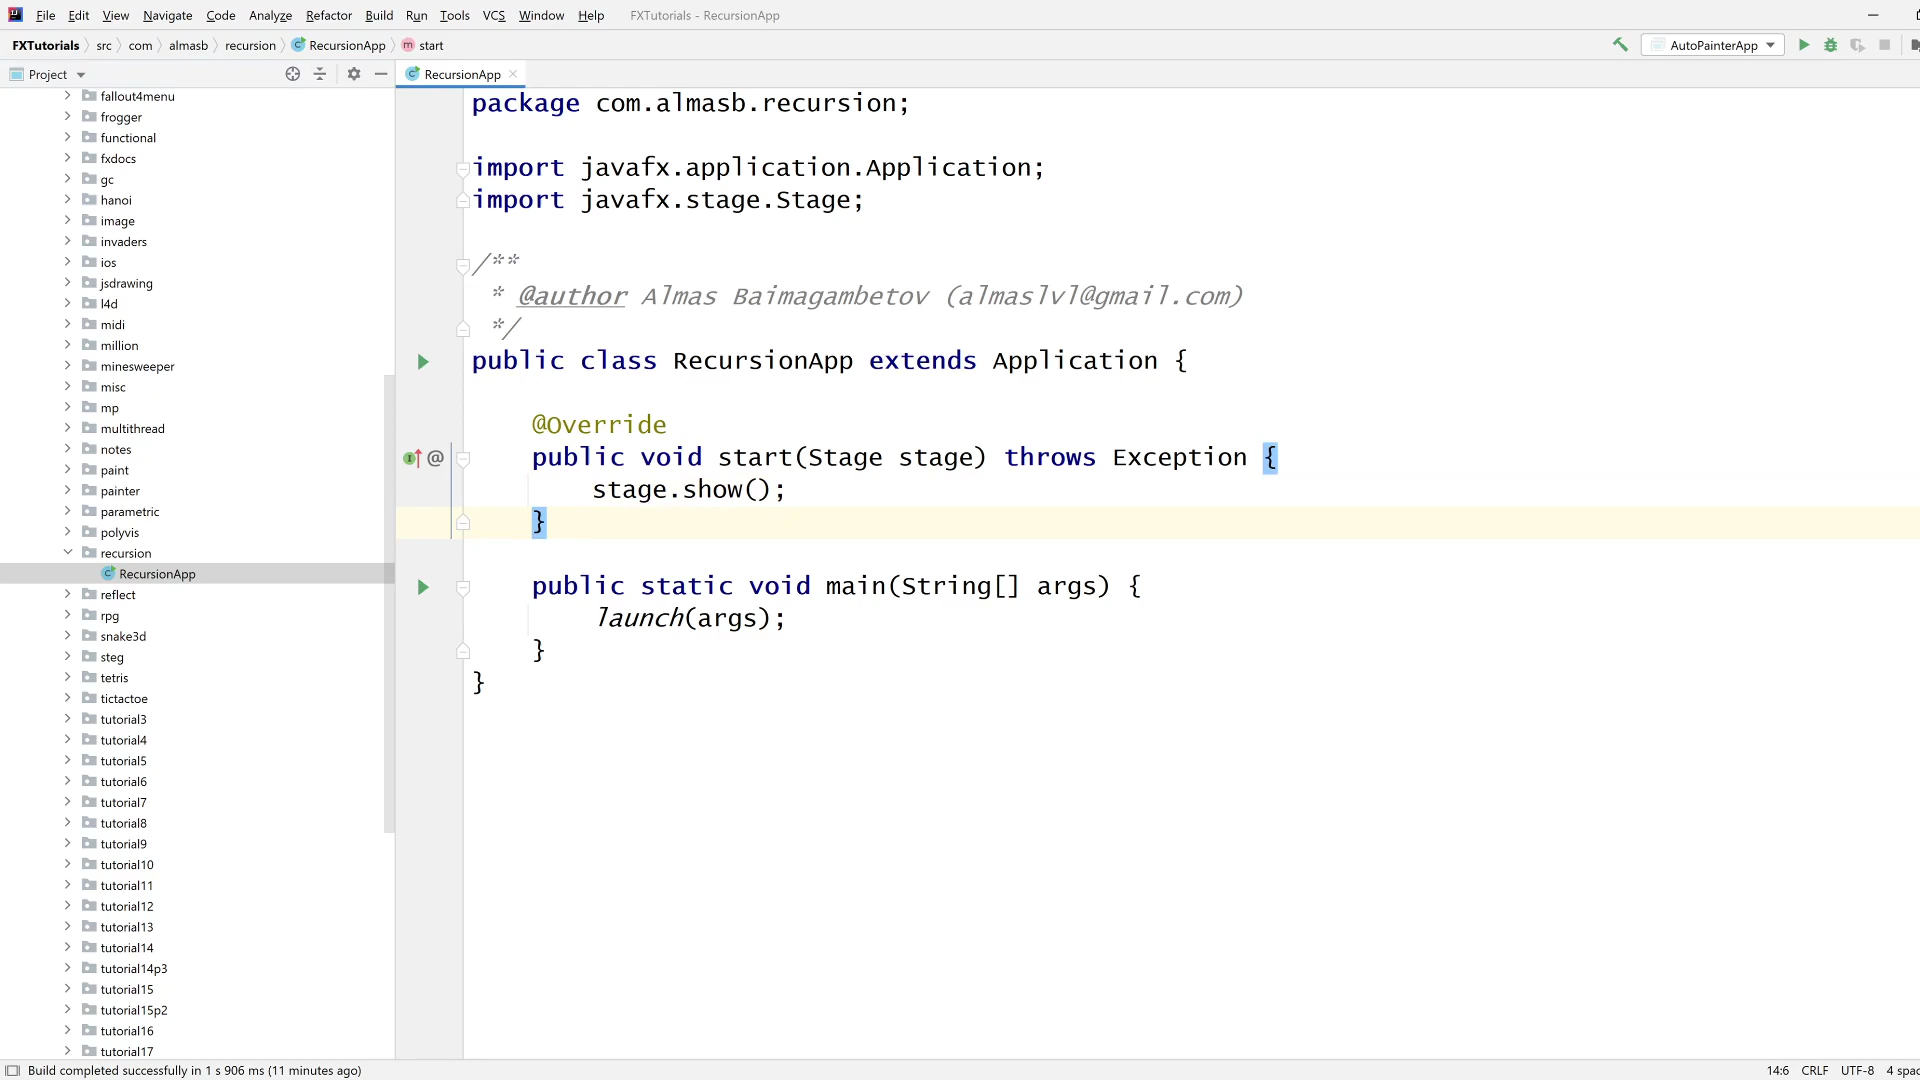 File Edit View Navigate Code Analyze Refactor Build Run Tools VCS Window Help FXTutorials - RecursionApp
FXTutorials src com almasb recursion RecursionApp start AutoPainterApp
Project
RecursionApp
fallout4menu
frogger
functional
fxdocs
gc
hanoi
image
invaders
ios
jsdrawing
l4d
midi
million
minesweeper
misc
mp
multithread
notes
paint
painter
parametric
polyvis
recursion
RecursionApp
reflect
rpg
snake3d
steg
tetris
tictactoe
tutorial3
tutorial4
tutorial5
tutorial6
tutorial7
tutorial8
tutorial9
tutorial10
tutorial11
tutorial12
tutorial13
tutorial14
tutorial14p3
tutorial15
tutorial15p2
tutorial16
tutorial17
package com.almasb.recursion;
import javafx.application.Application;
import javafx.stage.Stage;
/**
* @author Almas Baimagambetov (almaslvl@gmail.com)
*/
public class RecursionApp extends Application {
@Override
public void start(Stage stage) throws Exception {
stage.show();
}
public static void main(String[] args) {
launch(args);
}
}
Build completed successfully in 1 s 906 ms (11 minutes ago) 14:6 CRLF UTF-8 4